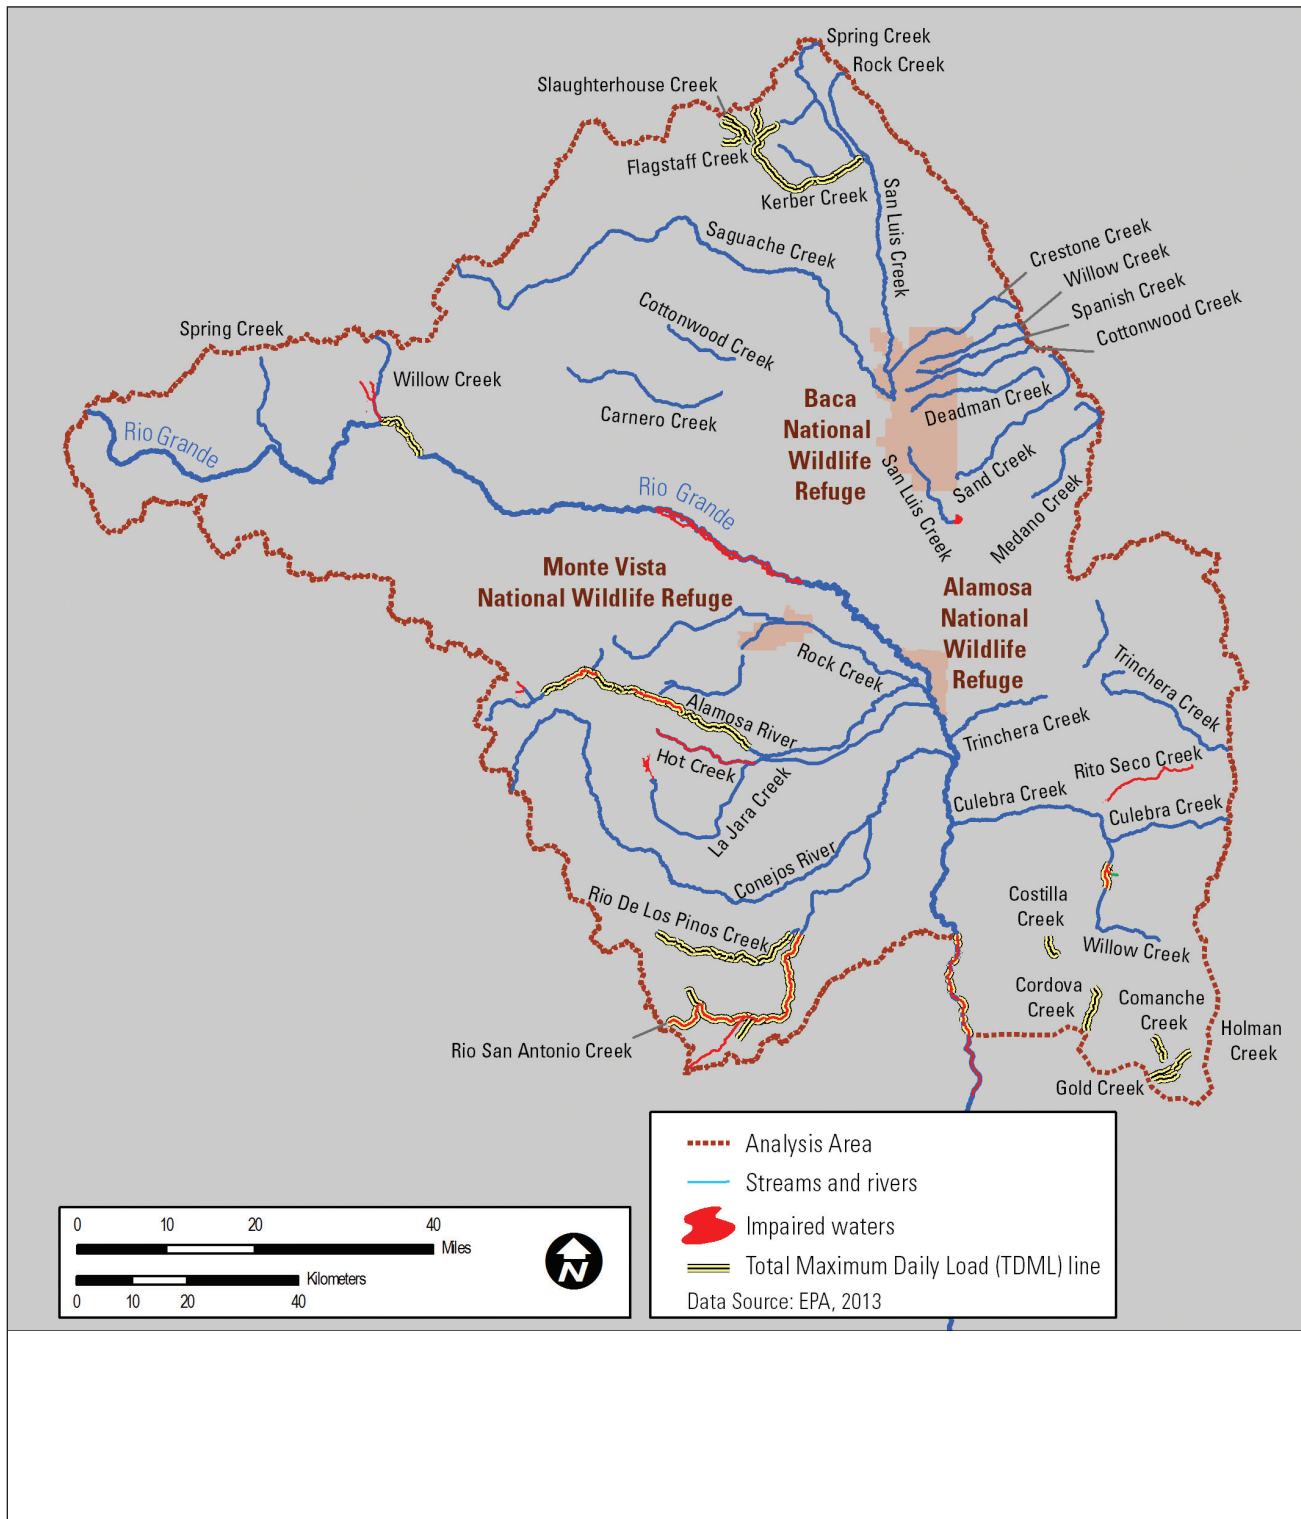 Spring Creek
Rock Creek
Slaughterhouse Creek
Flagstaff Creek
Kerber Creek
San Luis Creek
Saguache Creek
Crestone Creek
Willow Creek
Spanish Creek
Cottonwood Creek
Cottonwood Creek
Spring Creek
Willow Creek
Carnero Creek
Rio Grande
Baca
National
Wildlife
Refuge
Deadman Creek
Sand Creek
San Luis Creek
Medano Creek
Rio Grande
Monte Vista
National Wildlife Refuge
Alamosa
National
Wildlife
Refuge
Rock Creek
Trinchera Creek
Alamosa River
Trinchera Creek
Hot Creek
Rito Seco Creek
La Jara Creek
Culebra Creek
Culebra Creek
Conejos River
Rio De Los Pinos Creek
Costilla
Creek
Willow Creek
Cordova
Creek
Comanche
Creek
Holman
Creek
Rio San Antonio Creek
Gold Creek
Analysis Area
Streams and rivers
Impaired waters
Total Maximum Daily Load (TDML) line
Data Source: EPA, 2013
0 10 20 40
Miles
Kilometers
0 10 20 40
N